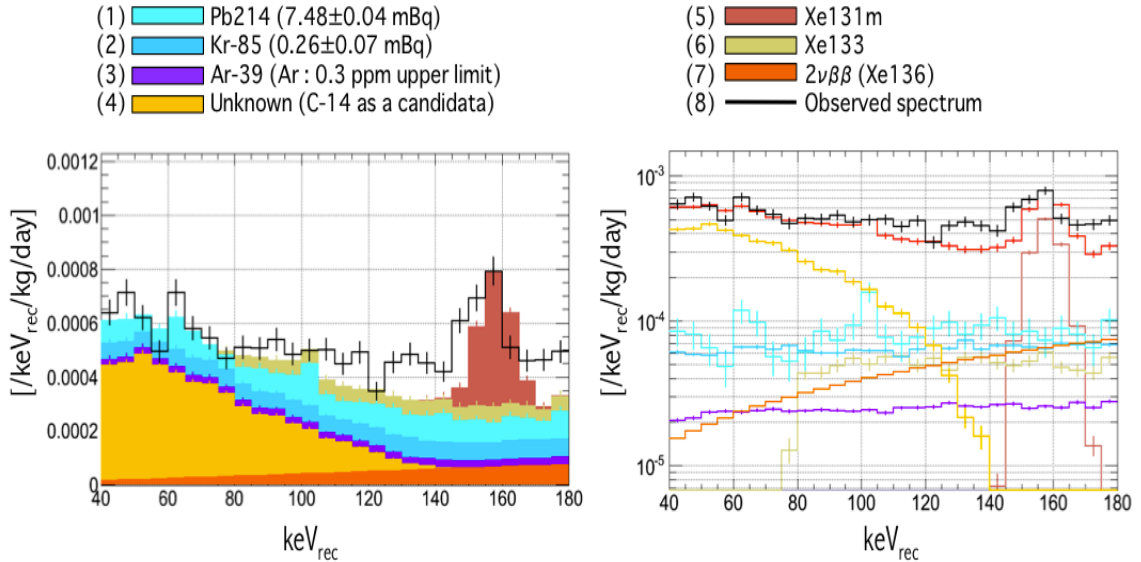 (1) Pb214 (7.48±0.04 mBq)
(2) Kr-85 (0.26±0.07 mBq)
(3) Ar-39 (Ar : 0.3 ppm upper limit)
(4) Unknown (C-14 as a candidata)
(5) Xe131m
(6) Xe133
(7) 2νββ (Xe136)
(8) Observed spectrum
[/keV_rec/kg/day]
0.0012
0.001
0.0008
0.0006
0.0004
0.0002
0
40 60 80 100 120 140 160 180
keV_rec
[/keV_rec/kg/day]
10^-3
10^-4
10^-5
40 60 80 100 120 140 160 180
keV_rec